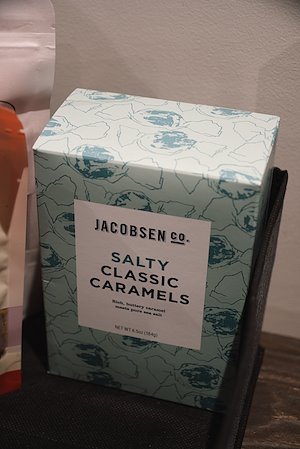 JACOBSEN CO.
SALTY
CLASSIC
CARAMELS
Rich, buttery caramel
meets pure sea salt
NET WT 6.5oz (184g)